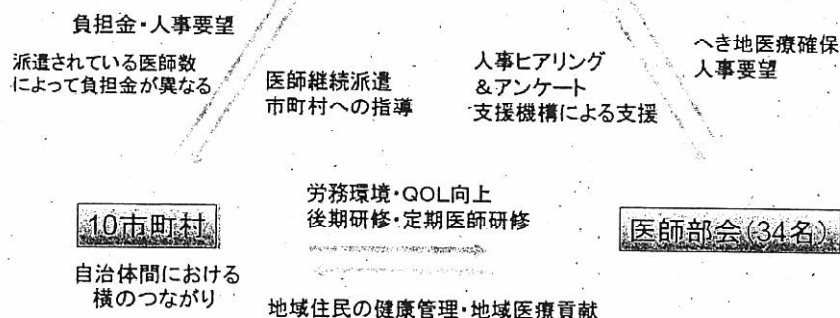 負担金・人事要望
派遣されている医師数
によって負担金が異なる
医師継続派遣
市町村への指導
人事ヒアリング
&アンケート
支援機構による支援
へき地医療確保
人事要望
労務環境・QOL向上
後期研修・定期医師研修
10市町村
医師部会(34名)
自治体間における
横のつながり
地域住民の健康管理・地域医療貢献